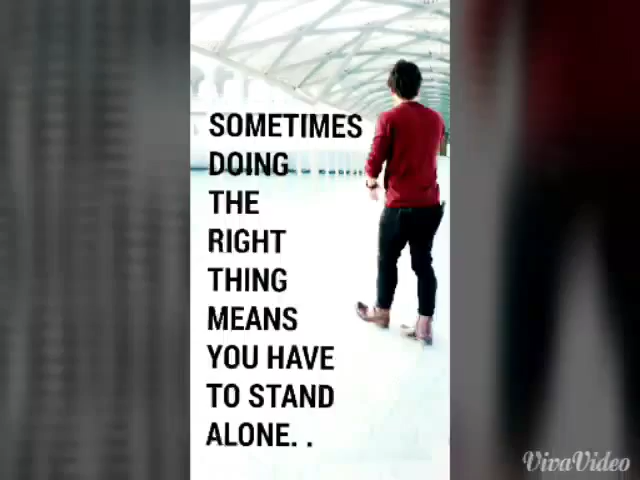 SOMETIMES
DOING
THE
RIGHT
THING
MEANS
YOU HAVE
TO STAND
ALONE. .
VivaVideo